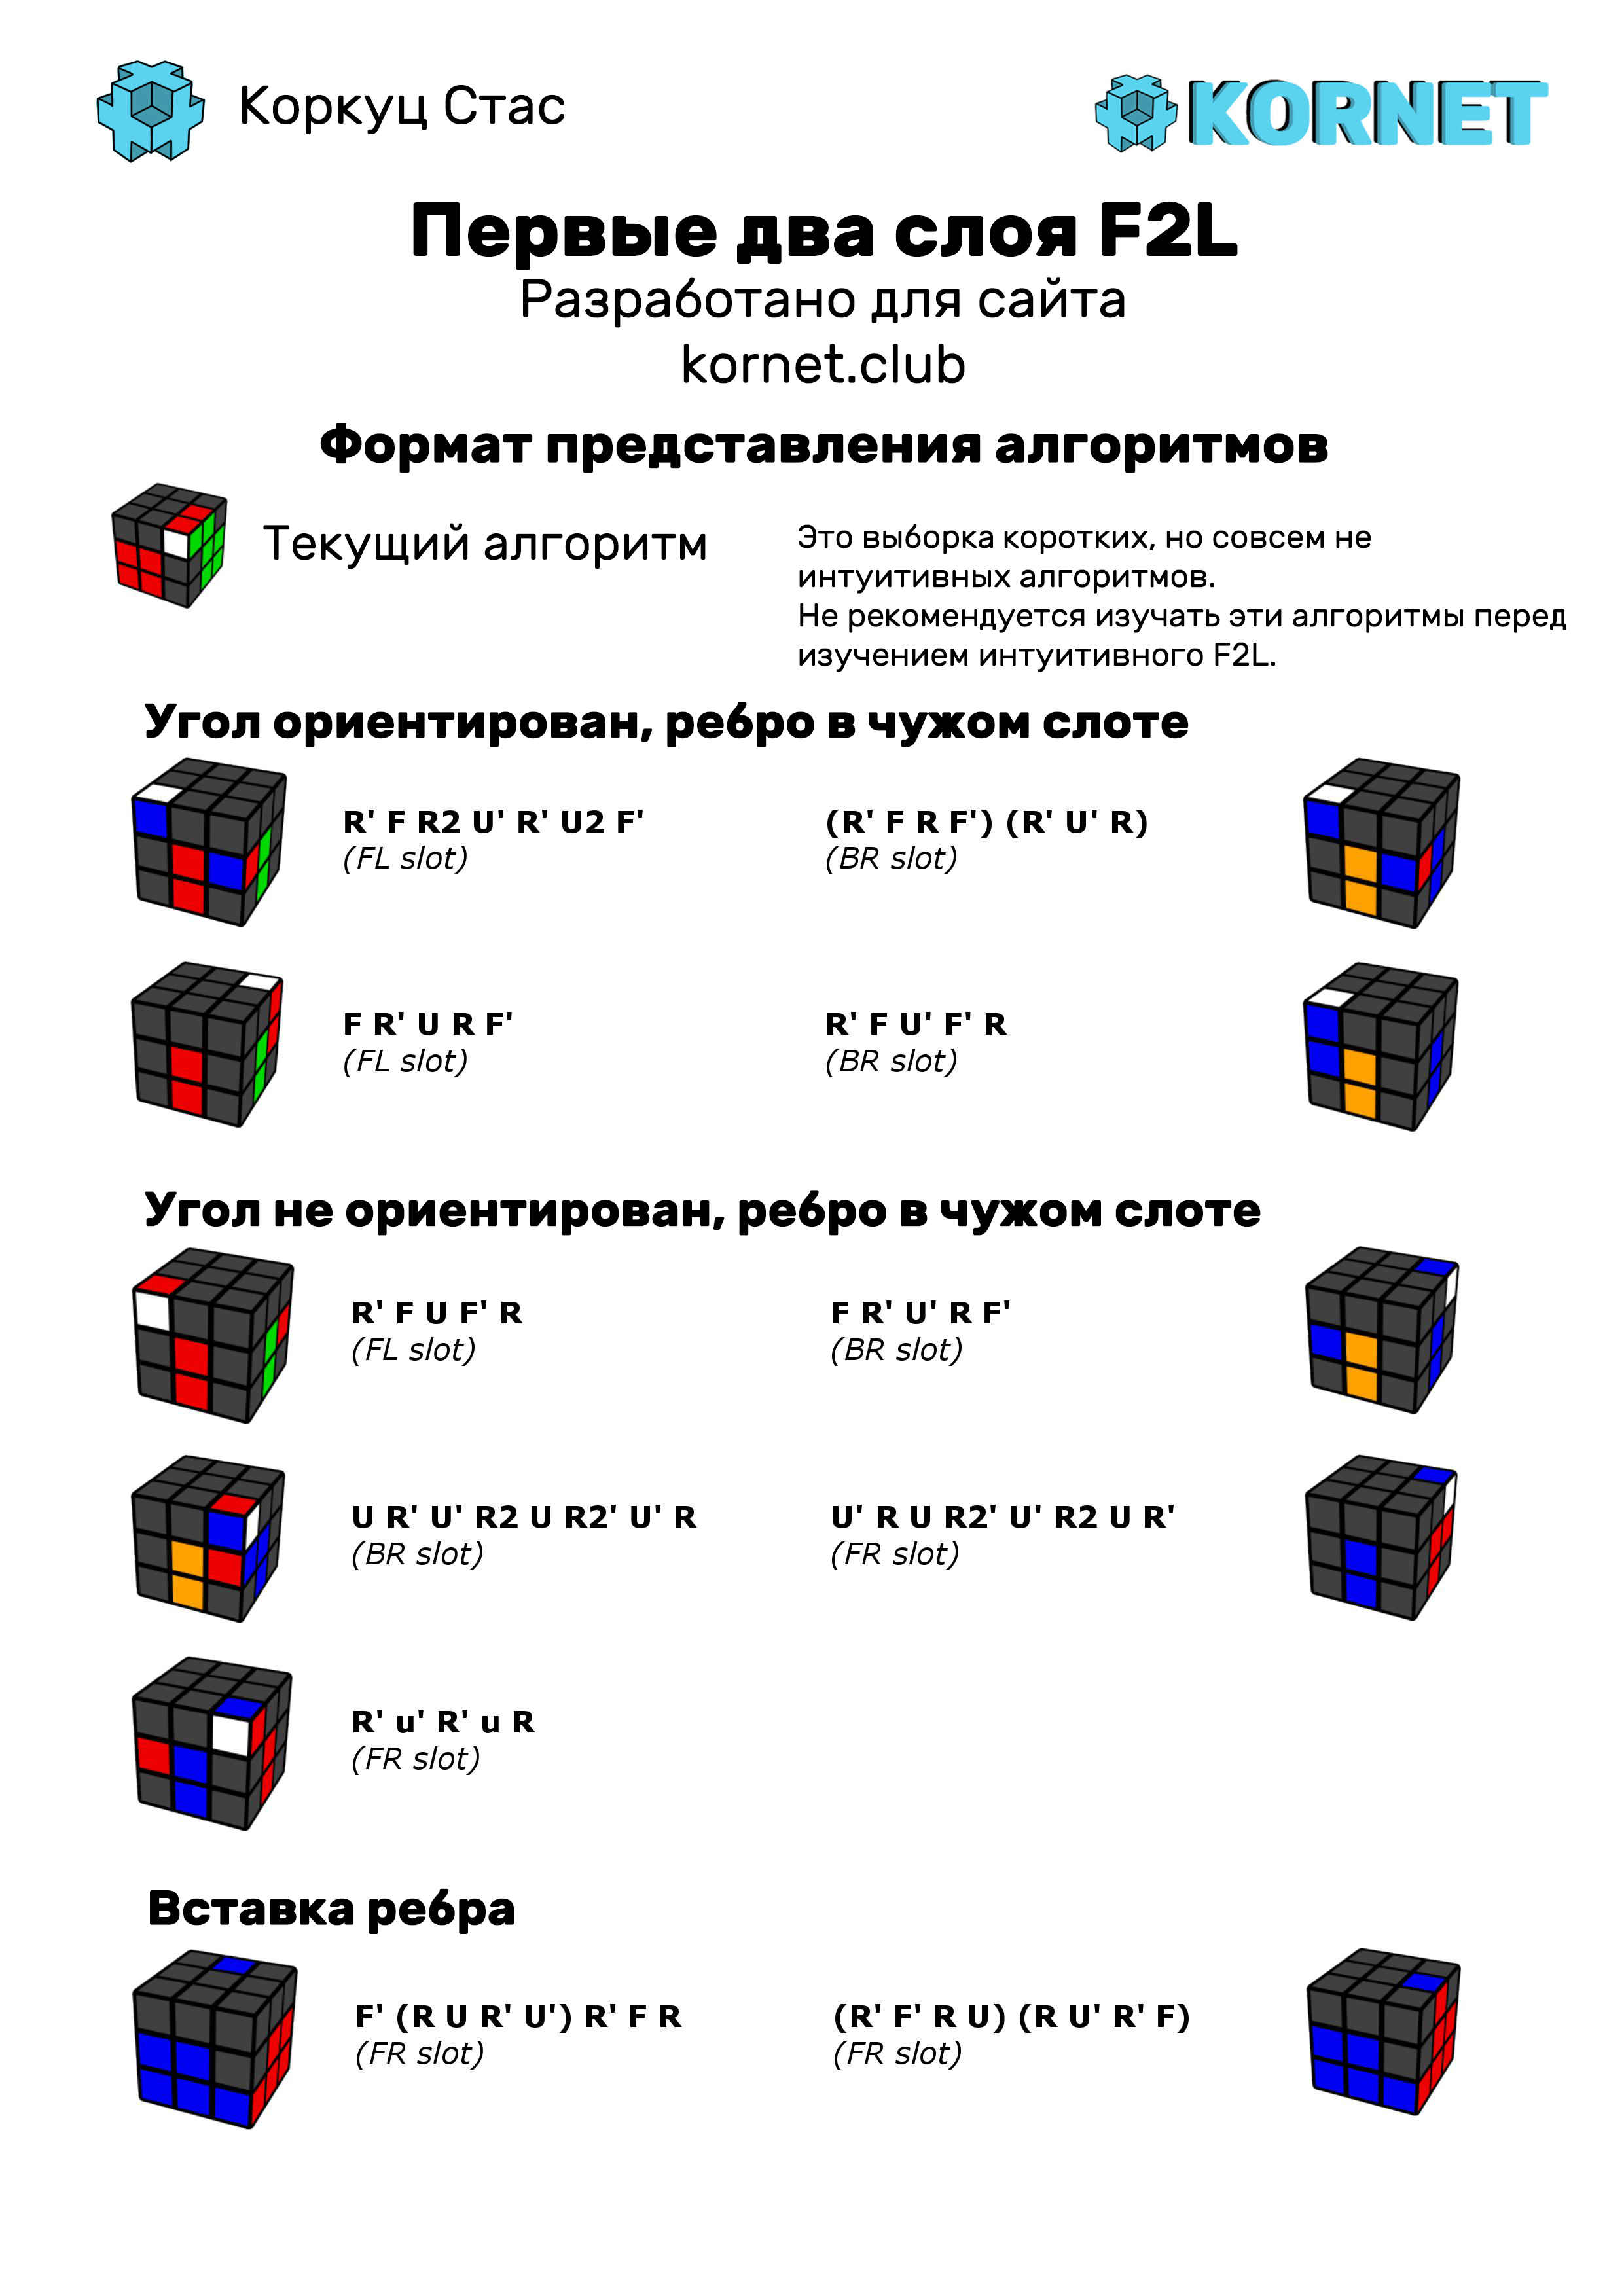 Коркуц Стас
KORNET
Первые два слоя F2L
Разработано для сайта
kornet.club
Формат представления алгоритмов
Текущий алгоритм
Это выборка коротких, но совсем не
интуитивных алгоритмов.
Не рекомендуется изучать эти алгоритмы перед
изучением интуитивного F2L.
Угол ориентирован, ребро в чужом слоте
R' F R2 U' R' U2 F'
(FL slot)
(R' F R F') (R' U' R)
(BR slot)
F R' U R F'
(FL slot)
R' F U' F' R
(BR slot)
Угол не ориентирован, ребро в чужом слоте
R' F U F' R
(FL slot)
F R' U' R F'
(BR slot)
U R' U' R2 U R2' U' R
(BR slot)
U' R U R2' U' R2 U R'
(FR slot)
R' u' R' u R
(FR slot)
Вставка ребра
F' (R U R' U') R' F R
(FR slot)
(R' F' R U) (R U' R' F)
(FR slot)